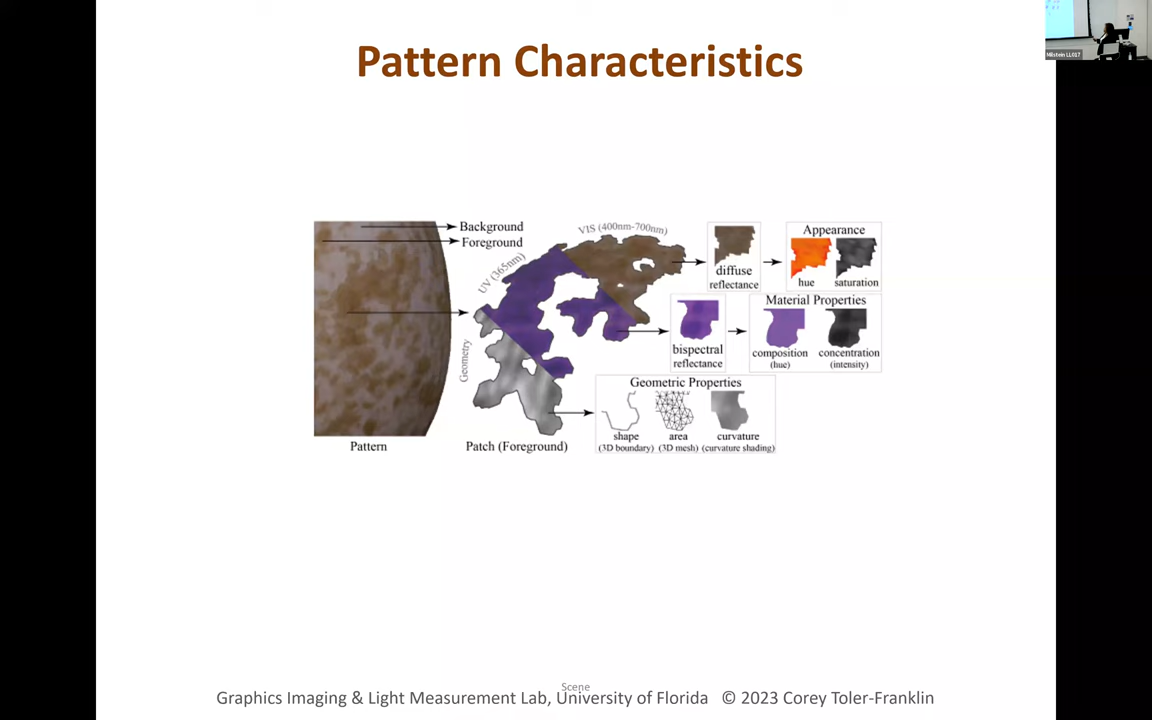 Pattern Characteristics
Milstein LL017
Background
Foreground
VIS (400nm-700nm)
UV (365nm)
Geometry
diffuse
reflectance
Appearance
hue
saturation
bispectral
reflectance
Material Properties
composition
(hue)
concentration
(intensity)
Geometric Properties
shape
(3D boundary)
area
(3D mesh)
curvature
(curvature shading)
Pattern
Patch (Foreground)
Scene
Graphics Imaging & Light Measurement Lab, University of Florida © 2023 Corey Toler-Franklin